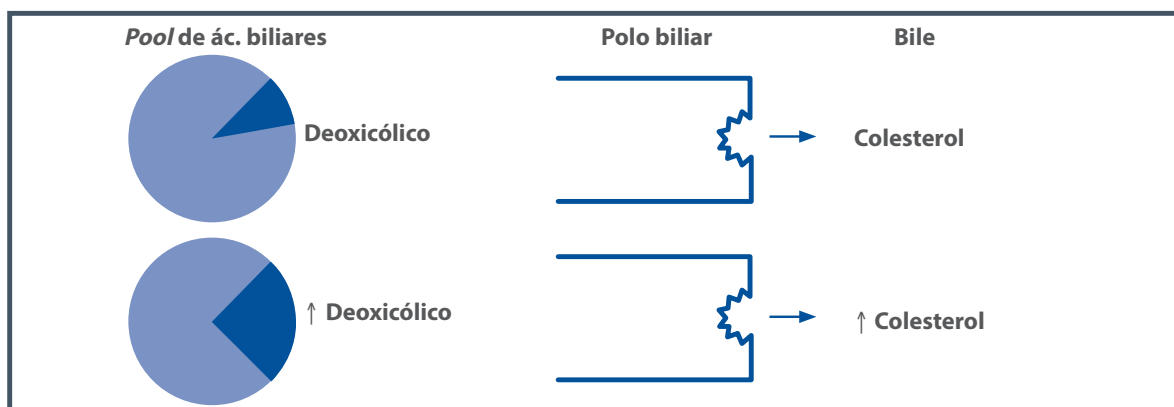 Pool de ác. biliares
Polo biliar
Bile
Deoxicólico
Colesterol
↑ Deoxicólico
↑ Colesterol